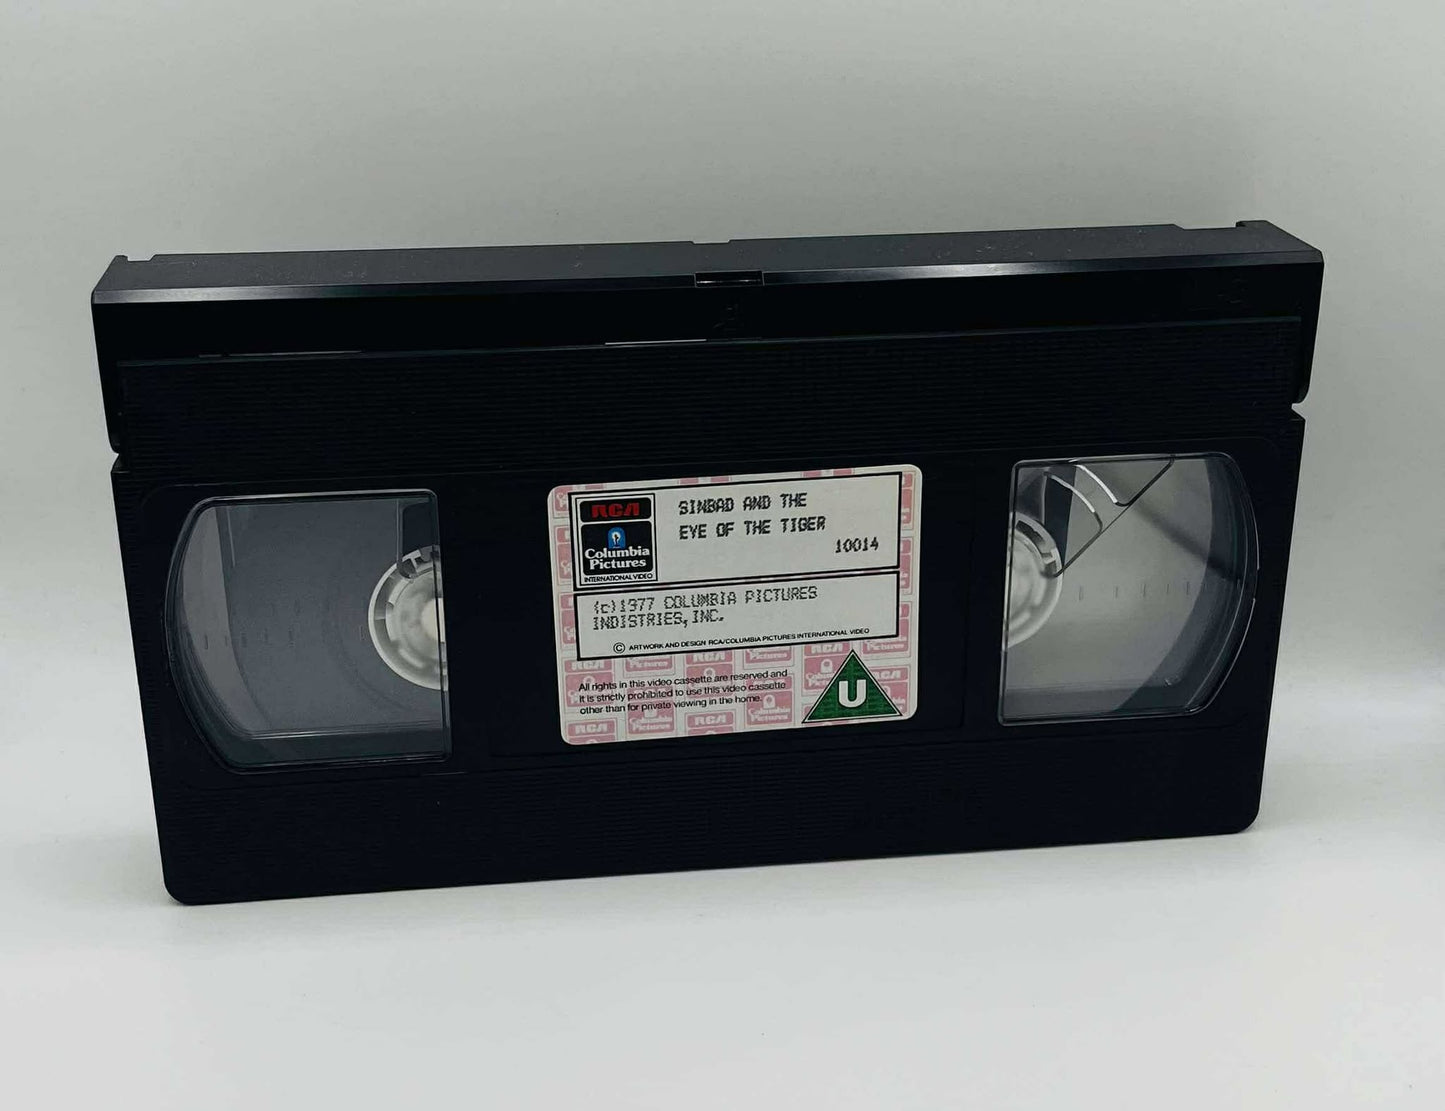 RCA
Columbia
Pictures
INTERNATIONAL VIDEO
SINBAD AND THE
EYE OF THE TIGER
10014
(c)1977 COLUMBIA PICTURES
INDISTRIES, INC.
© ARTWORK AND DESIGN RCA/COLUMBIA PICTURES INTERNATIONAL VIDEO
All rights in this video cassette are reserved and
it is strictly prohibited to use this video cassette
other than for private viewing in the home.
U